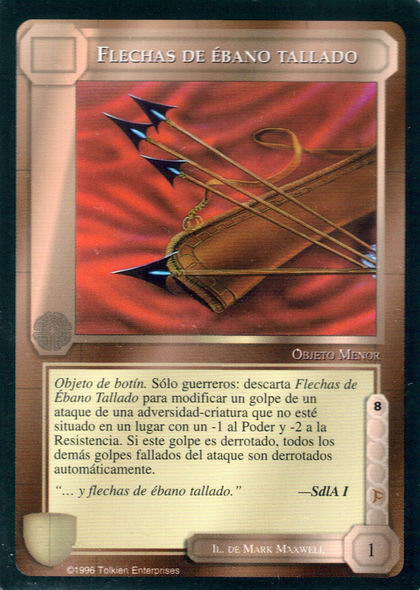 FLECHAS DE ÉBANO TALLADO
OBJETO MENOR
Objeto de botín. Sólo guerreros: descarta Flechas de
Ébano Tallado para modificar un golpe de un
ataque de una adversidad-criatura que no esté
situado en un lugar con un -1 al Poder y -2 a la
Resistencia. Si este golpe es derrotado, todos los
demás golpes fallados del ataque son derrotados
automáticamente.
8
“… y flechas de ébano tallado.” —SdlA I
IL. DE MARK MAXWELL
1
©1996 Tolkien Enterprises